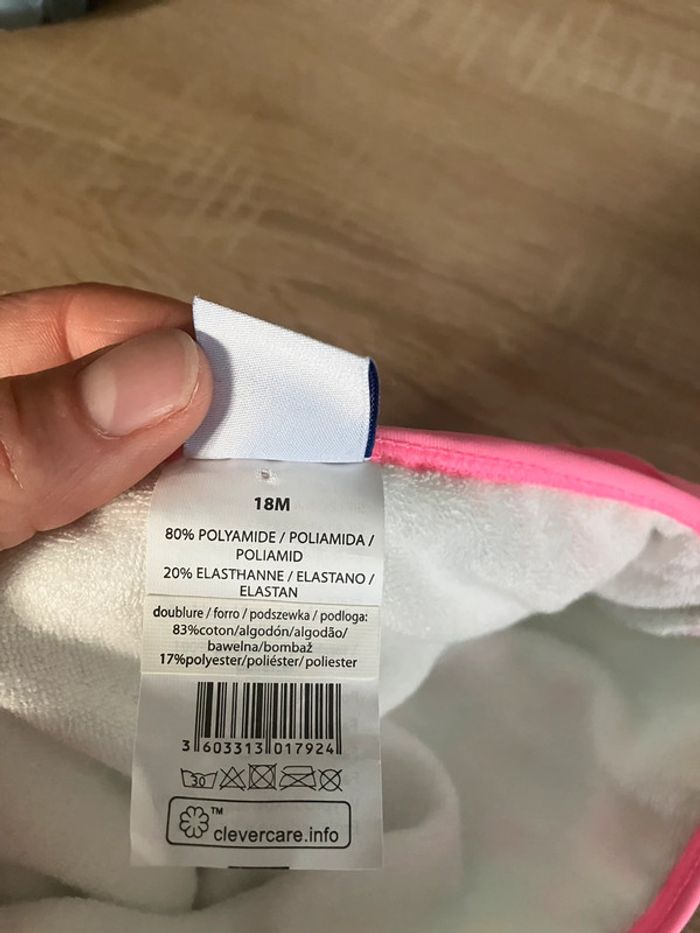 18M
80% POLYAMIDE / POLIAMIDA /
POLIAMID
20% ELASTHANNE / ELASTANO /
ELASTAN
doublure / forro / podszewka / podloga:
83%coton/algodón/algodão/
bawelna/bombaž
17%polyester/poliéster/poliester
3 603313 017924
30
TM
clevercare.info